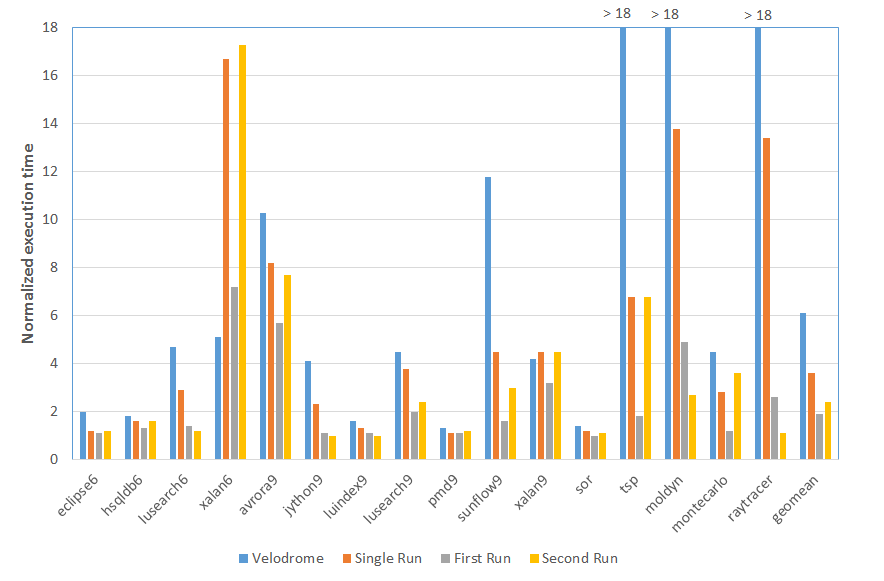 > 18 > 18 > 18
18
16
14
12
10
8
6
4
2
0
Normalized execution time
eclipse6 hsqldb6 lusearch6 xalan6 avrora9 jython9 luindex9 lusearch9 pmd9 sunflow9 xalan9 sor tsp moldyn montecarlo raytracer geomean
Velodrome Single Run First Run Second Run